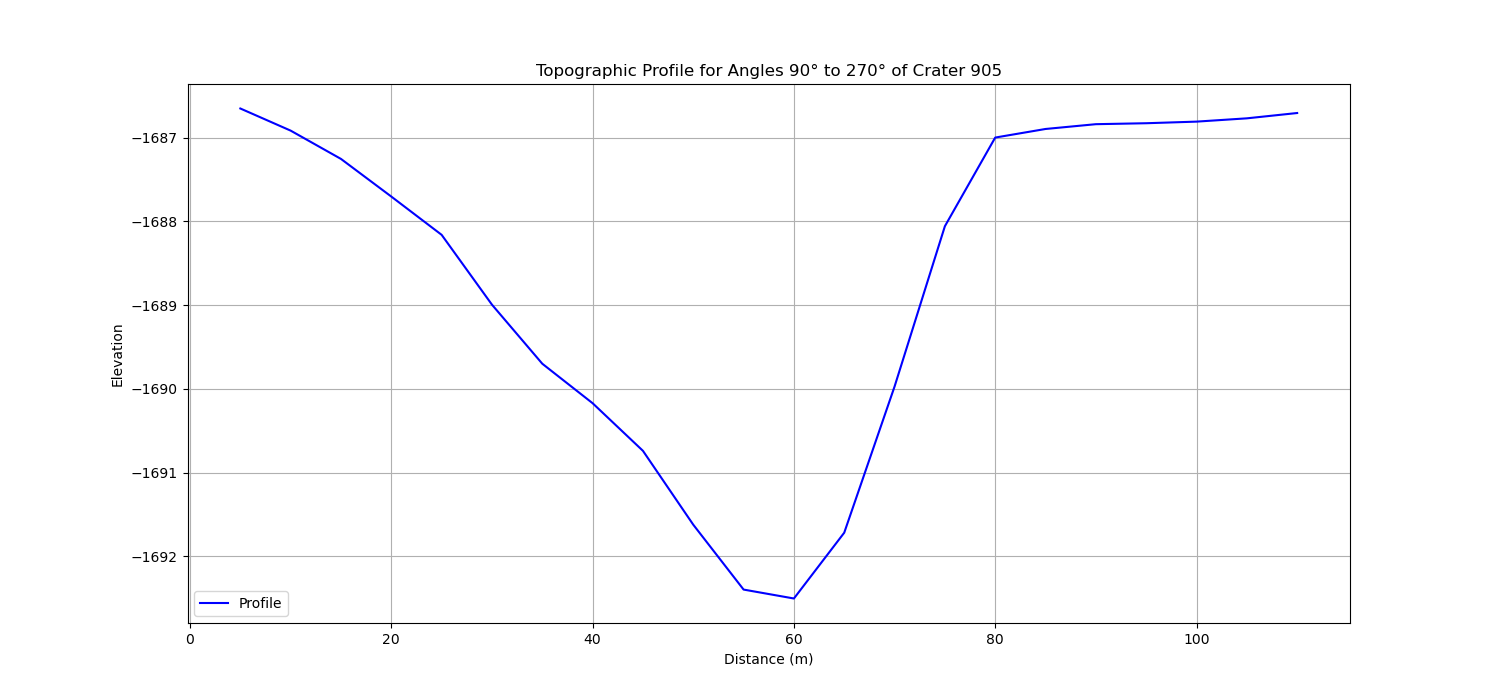 Topographic Profile for Angles 90° to 270° of Crater 905
Elevation
−1687
−1688
−1689
−1690
−1691
−1692
Profile
0 20 40 60 80 100
Distance (m)